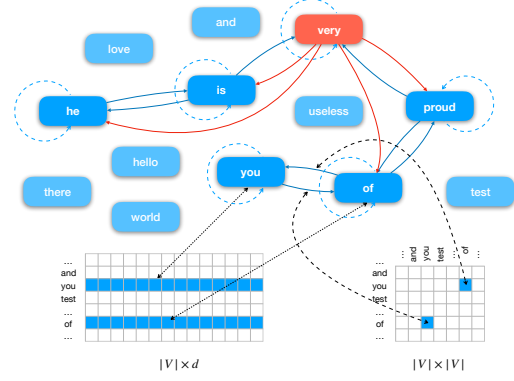 and
very
love
is
he
useless
proud
hello
you
of
there
test
world
...
and
you
test
...
of
...
|V| × d
... and you test ... of ...
...
and
you
test
...
of
...
|V| × |V|